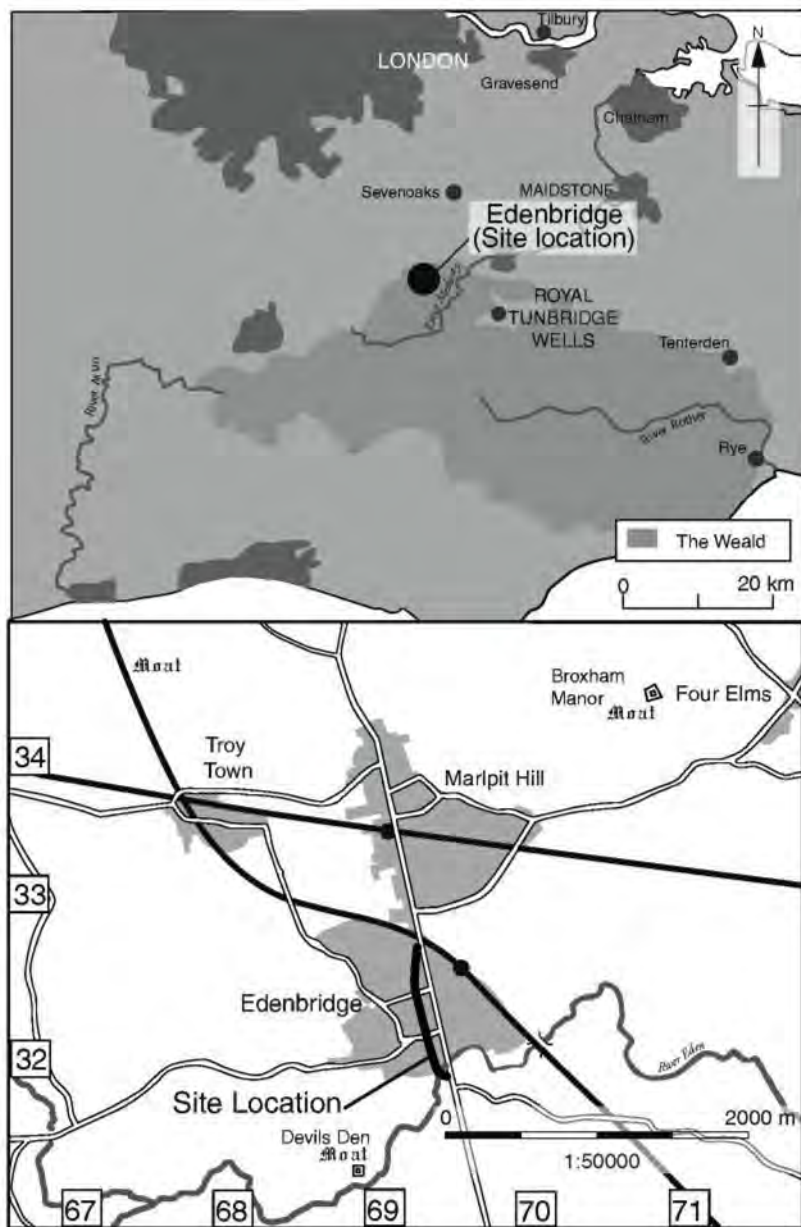 Tilbury
LONDON
N
Gravesend
Chatham
Sevenoaks
MAIDSTONE
Edenbridge
(Site location)
ROYAL
TUNBRIDGE
WELLS
Tenterden
River Arun
River Rother
Rye
The Weald
0 20 km
Moat
Broxham
Manor
Moat
Four Elms
34
Troy
Town
Marlpit Hill
33
Edenbridge
32
River Eden
Site Location
0 2000 m
Devils Den
Moat
1:50000
67 68 69 70 71